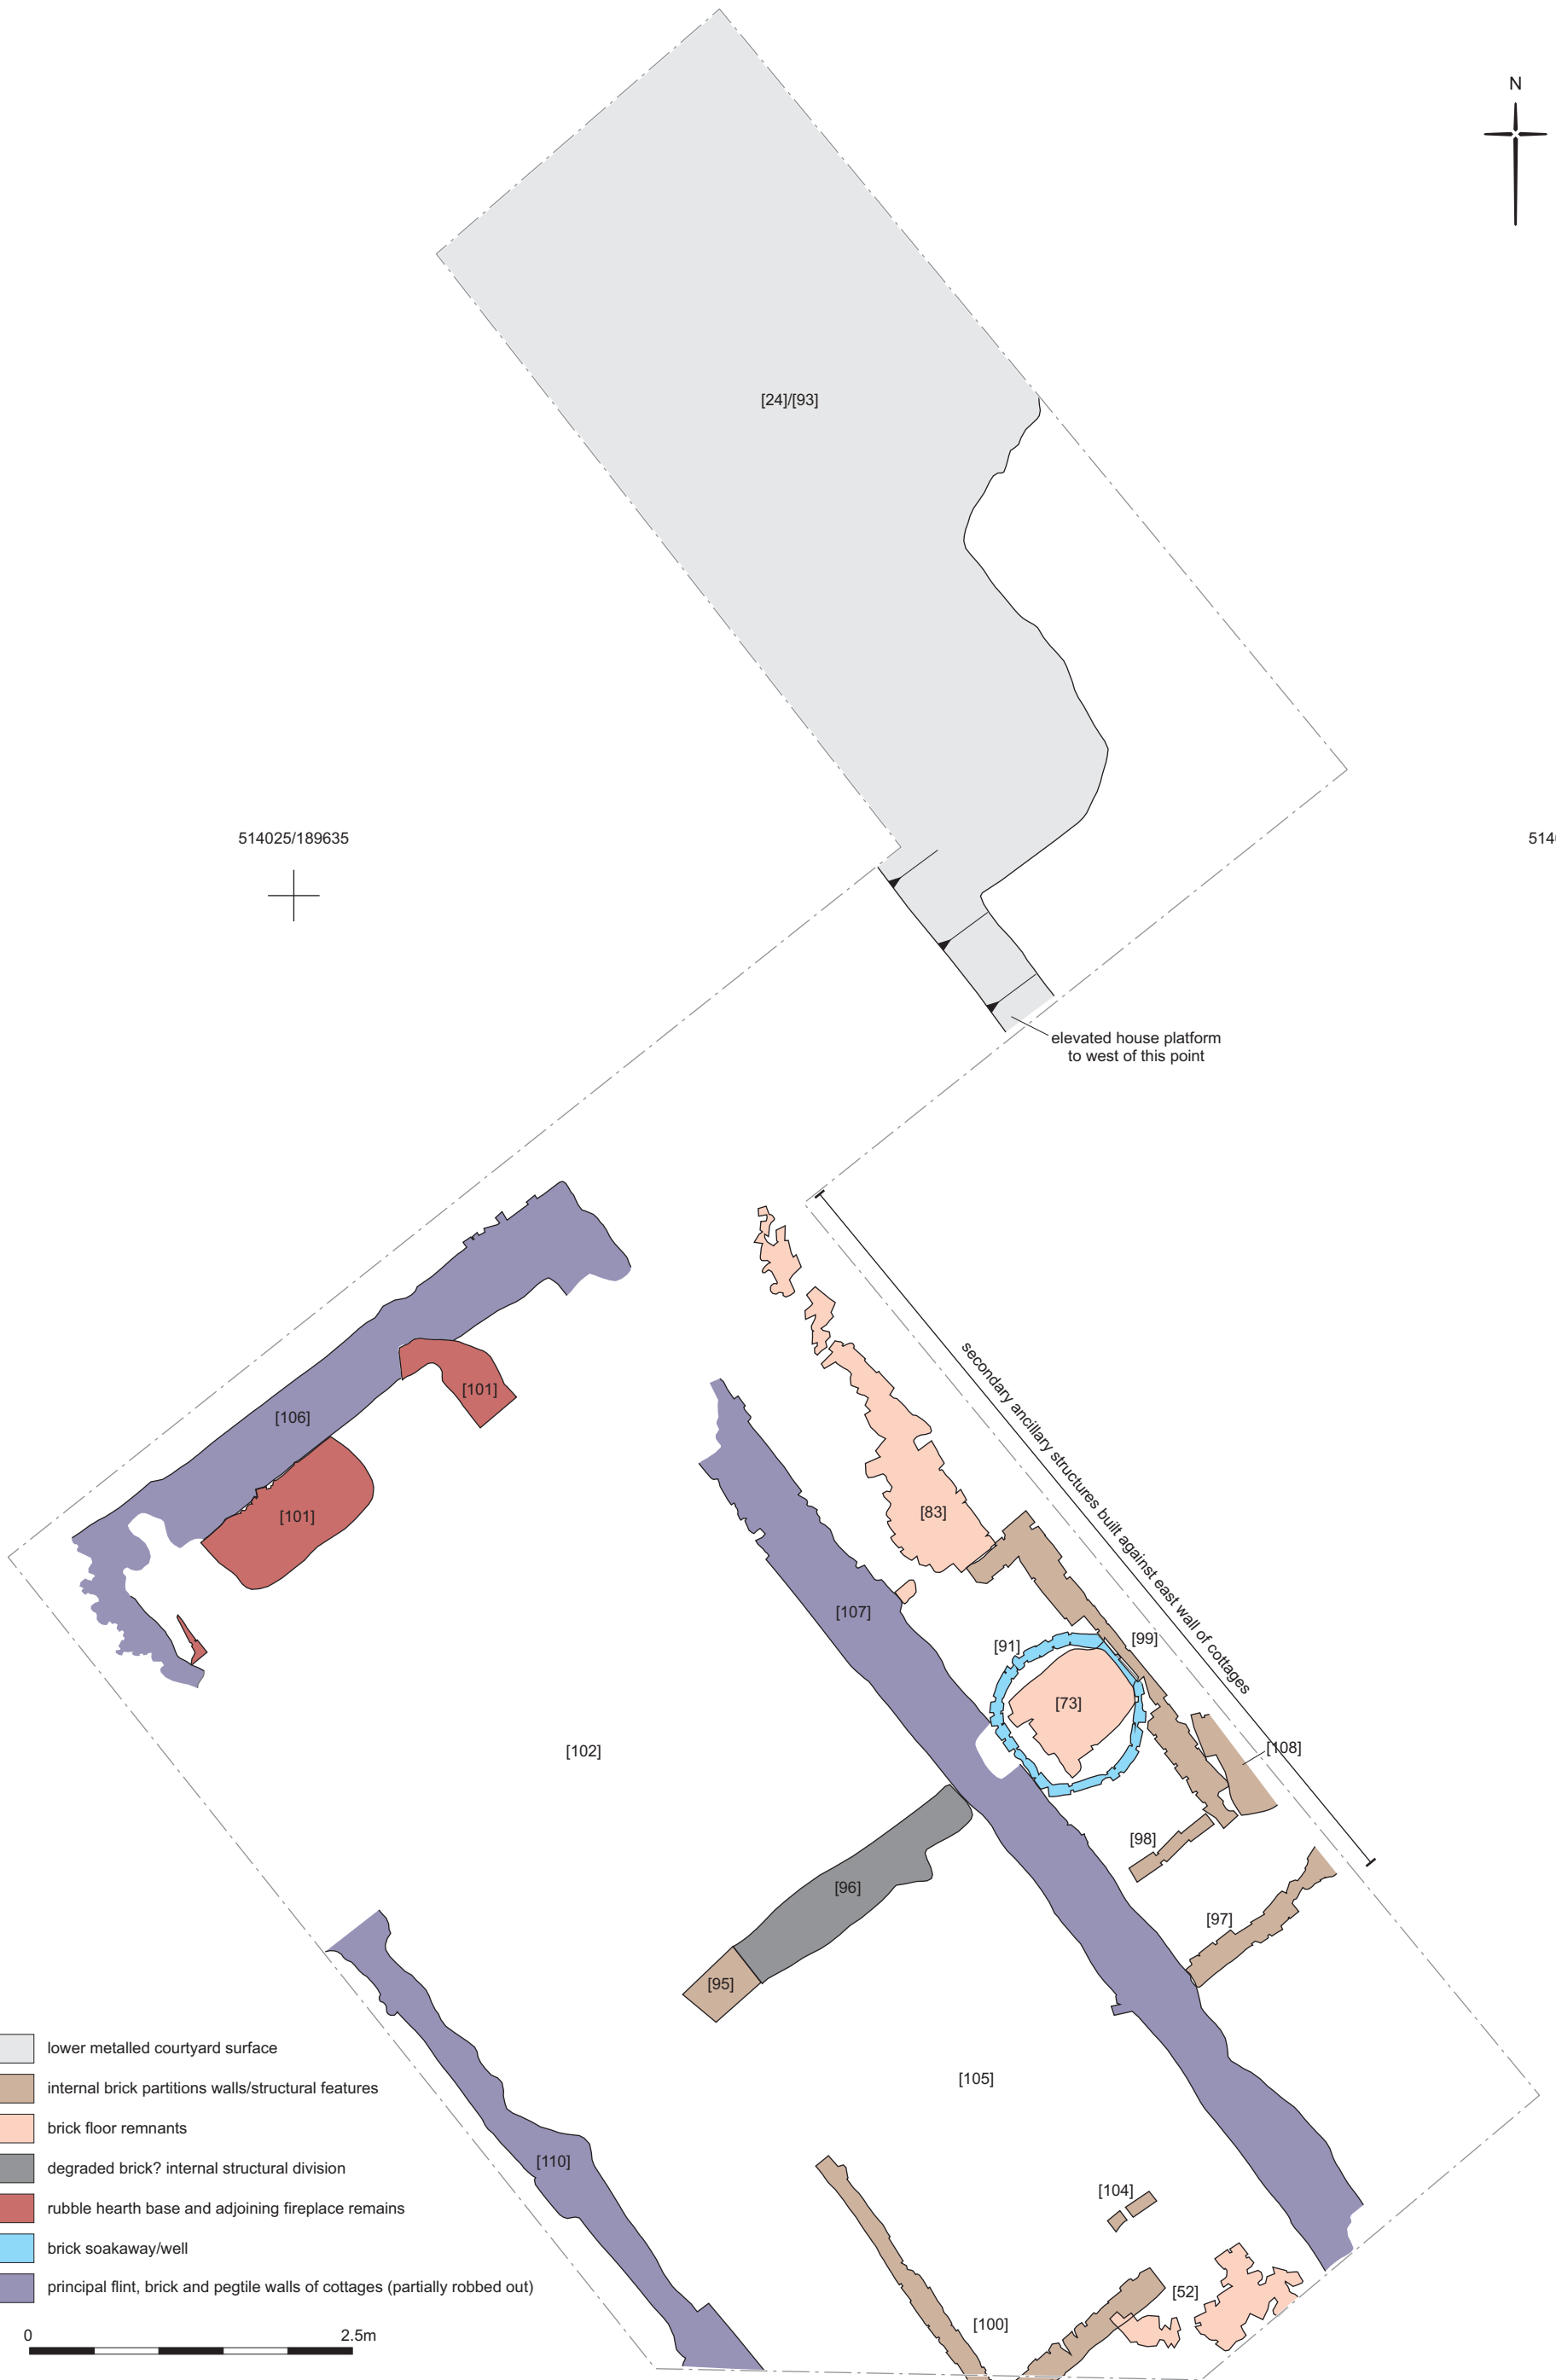 N
[24]/[93]
514025/189635
514
elevated house platform
to west of this point
secondary ancillary structures built against east wall of cottages
[101]
[106]
[101]
[83]
[107]
[99]
[91]
[73]
[102]
[108]
[98]
[96]
[97]
[95]
[105]
[110]
[104]
[52]
[100]
lower metalled courtyard surface
internal brick partitions walls/structural features
brick floor remnants
degraded brick? internal structural division
rubble hearth base and adjoining fireplace remains
brick soakaway/well
principal flint, brick and pegtile walls of cottages (partially robbed out)
0 2.5m